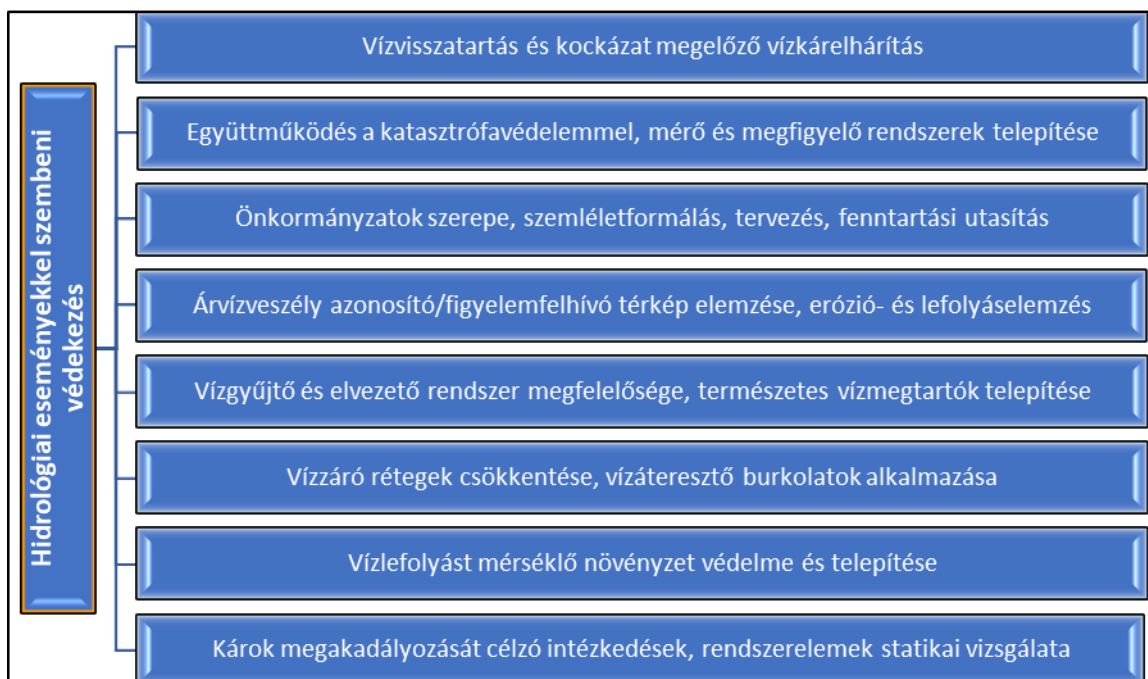 Hidrológiai eseményekkel szembeni
védekezés
Vízvisszatartás és kockázat megelőző vízkárelhárítás
Együttműködés a katasztrófavédelemmel, mérő és megfigyelő rendszerek telepítése
Önkormányzatok szerepe, szemléletformálás, tervezés, fenntartási utasítás
Árvízveszély azonosító/figyelemfelhívó térkép elemzése, erózió- és lefolyáselemzés
Vízgyűjtő és elvezető rendszer megfelelősége, természetes vízmegtartók telepítése
Vízzáró rétegek csökkentése, vízáteresztő burkolatok alkalmazása
Vízlefolyást mérséklő növényzet védelme és telepítése
Károk megakadályozását célzó intézkedések, rendszerelemek statikai vizsgálata